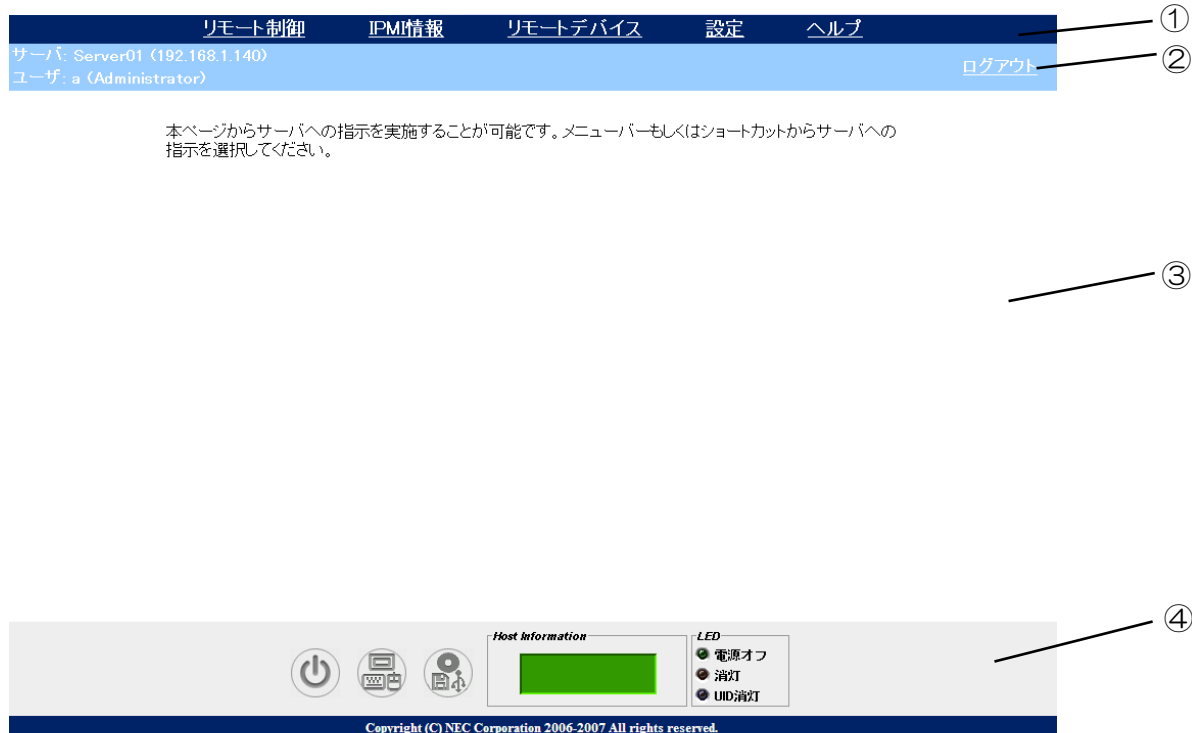 リモート制御 IPMI情報 リモートデバイス 設定 ヘルプ
①
サーバ: Server01 (192.168.1.140)
ユーザ: a (Administrator)
ログアウト
②
本ページからサーバへの指示を実施することが可能です。メニューバーもしくはショートカットからサーバへの
指示を選択してください。
③
④
Host Information
LED
電源オフ
消灯
UID消灯
Copyright (C) NEC Corporation 2006-2007 All rights reserved.